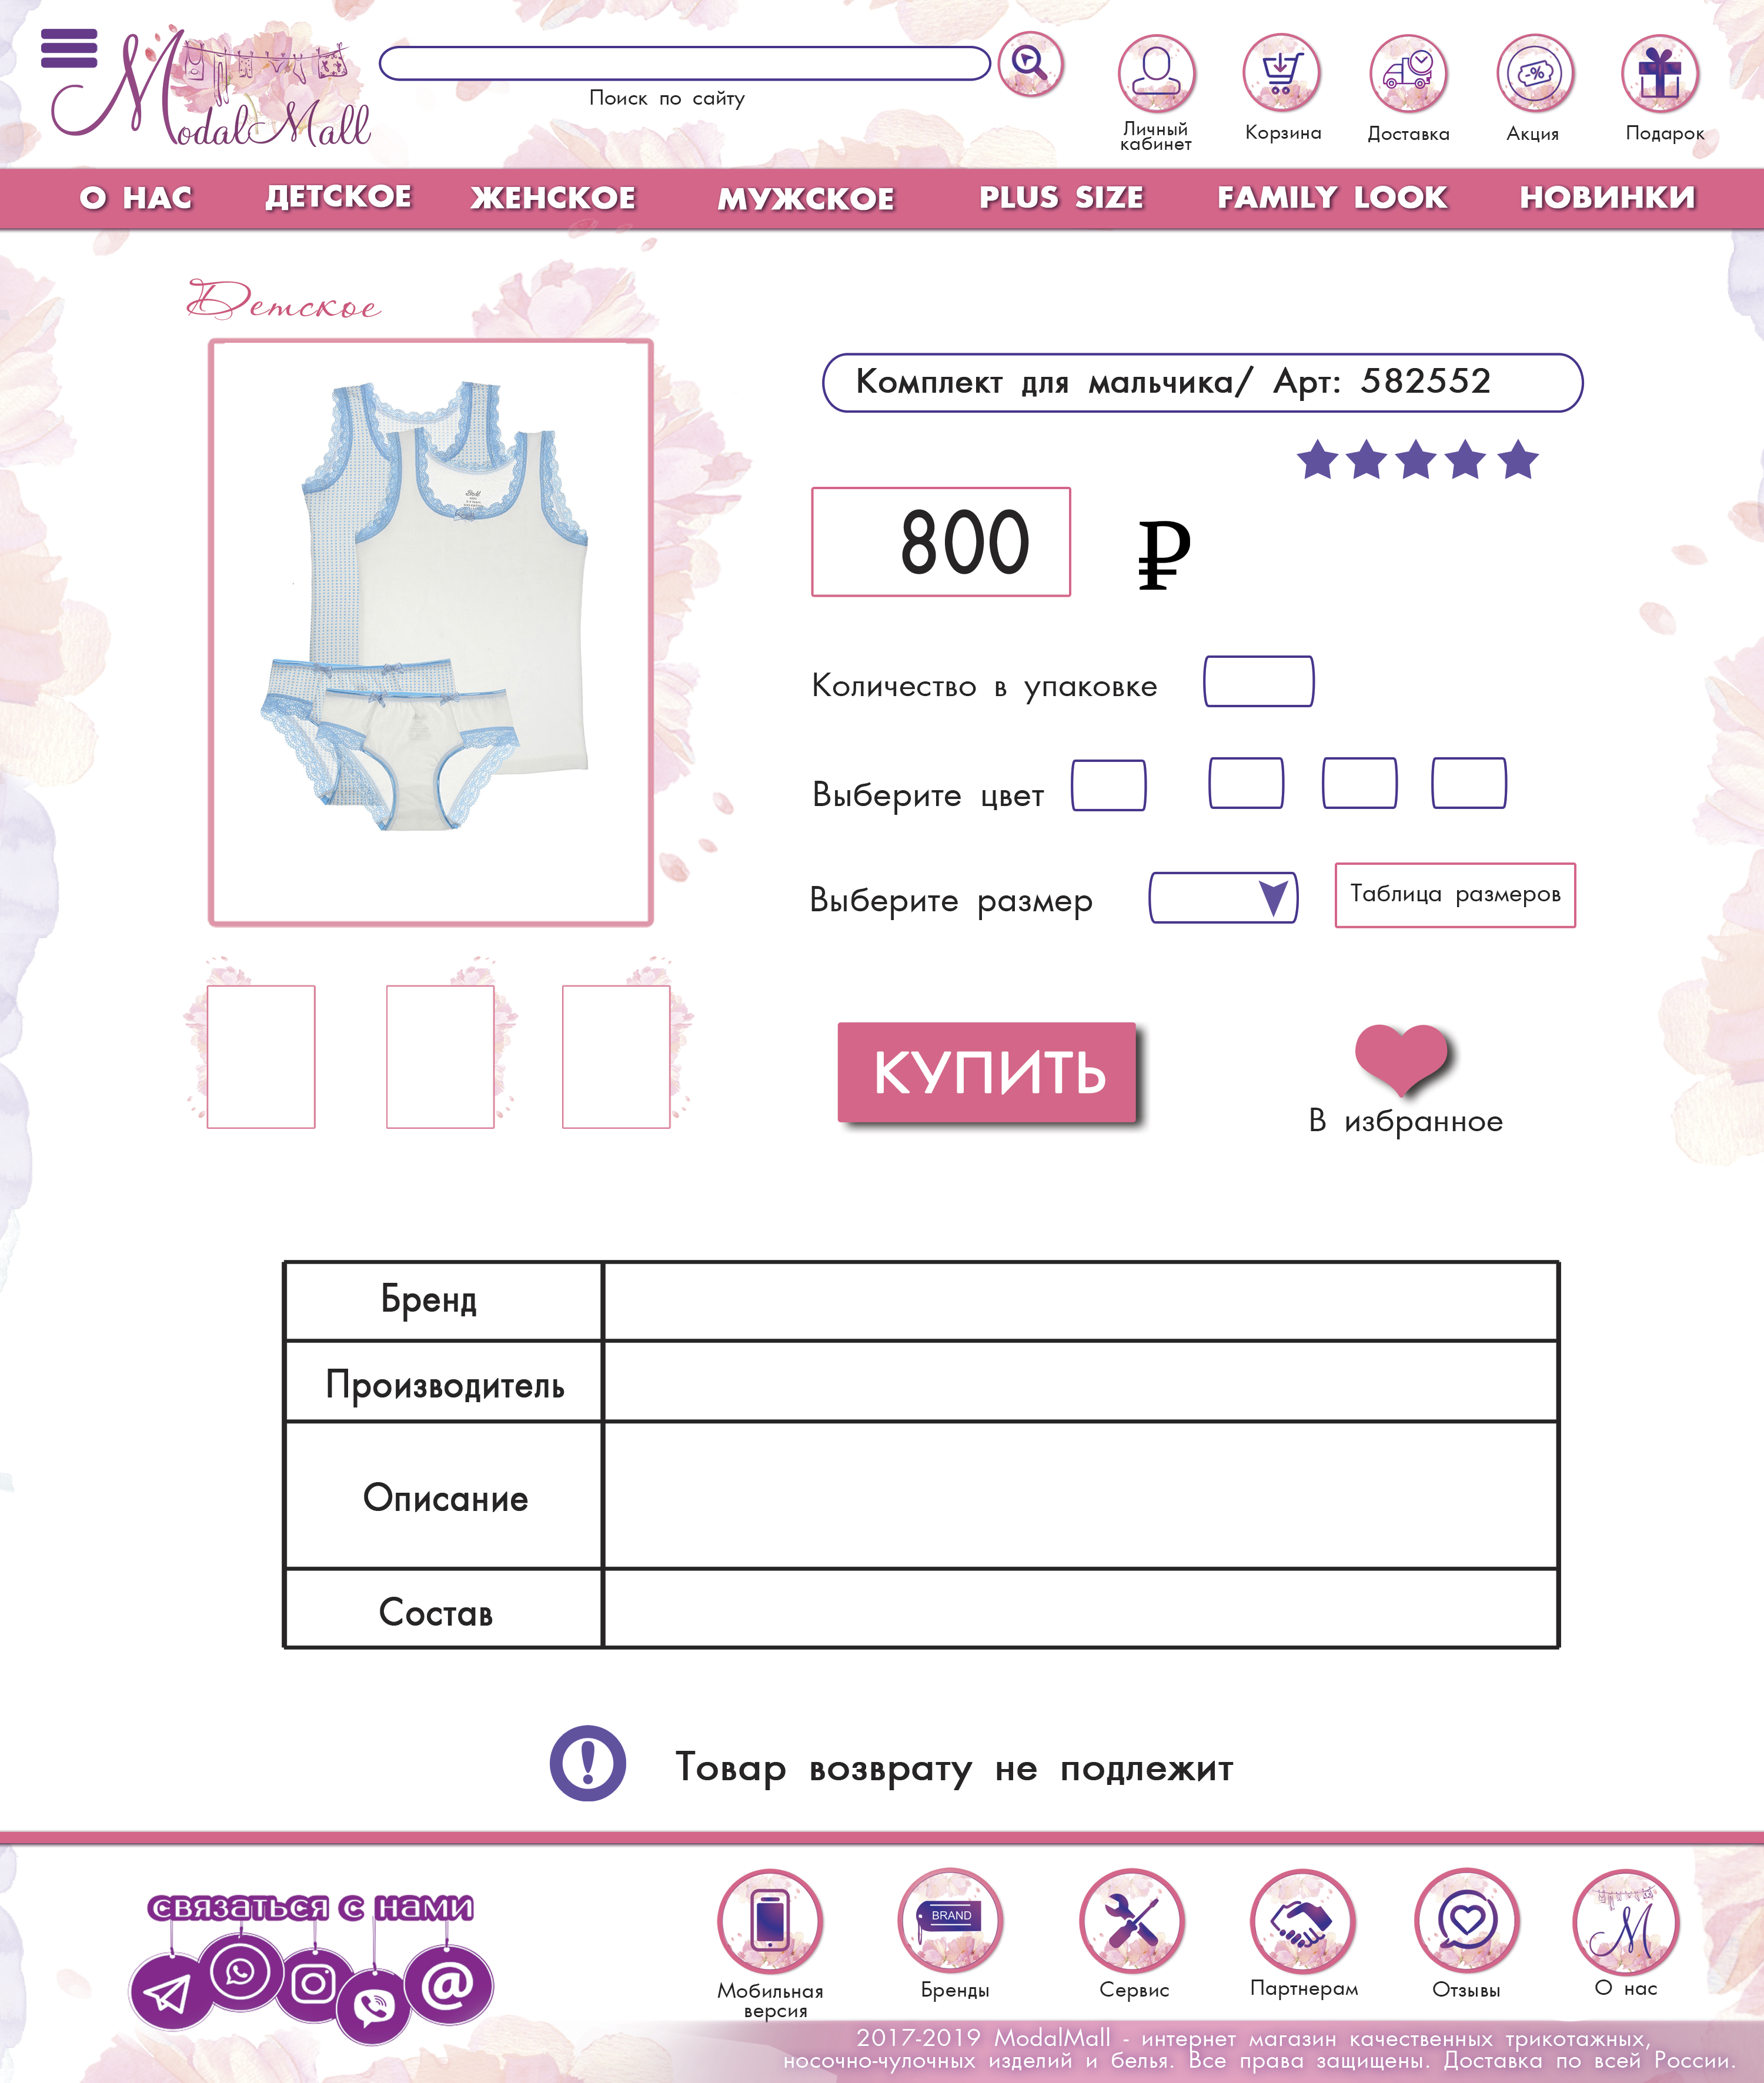 ModalMall
Поиск по сайту
Личный
кабинет
Корзина
Доставка
Акция
Подарок
-%
О НАС ДЕТСКОЕ ЖЕНСКОЕ МУЖСКОЕ PLUS SIZE FAMILY LOOK НОВИНКИ
Детское
Комплект для мальчика/ Арт: 582552
800 ₽
Количество в упаковке
Выберите цвет
Выберите размер
Таблица размеров
КУПИТЬ
В избранное
Бренд
Производитель
Описание
Состав
Товар возврату не подлежит
связаться с нами
@
BRAND
M
Мобильная
версия
Бренды
Сервис
Партнерам
Отзывы
О нас
2017-2019 ModalMall - интернет магазин качественных трикотажных,
носочно-чулочных изделий и белья. Все права защищены. Доставка по всей России.